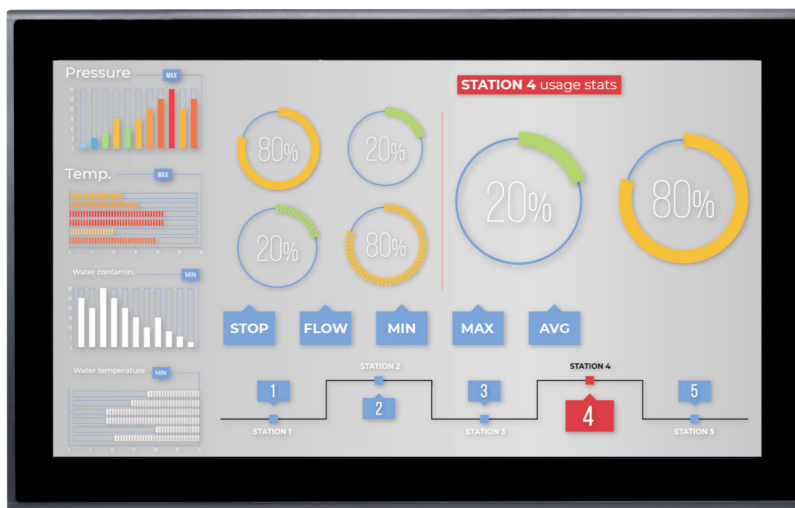 Pressure
MAX
Temp.
MAX
Water contamin.
MIN
Water temperature
MIN
80%
20%
20%
80%
STATION 4 usage stats
20%
80%
STOP
FLOW
MIN
MAX
AVG
STATION 2
STATION 4
1
2
3
4
5
STATION 1
STATION 3
STATION 5